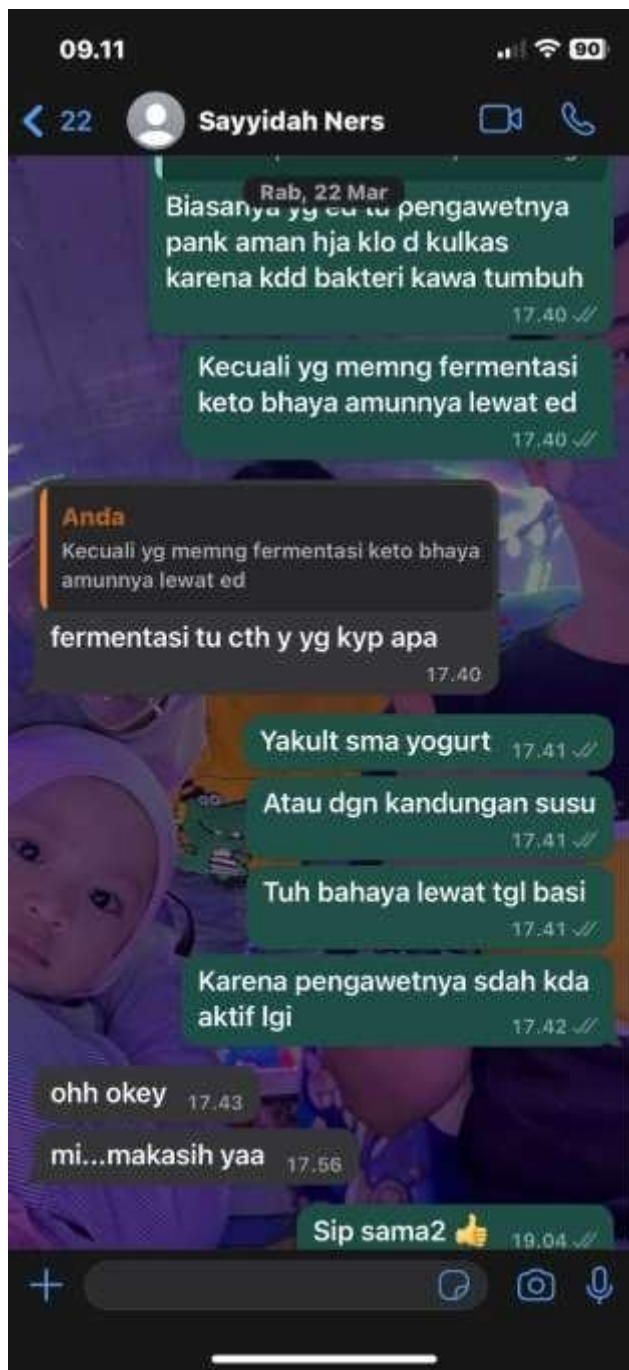 09.11
90
22
Sayyidah Ners
Rab, 22 Mar
Biasanya yg ed tu pengawetnya
pank aman hja klo d kulkas
karena kdd bakteri kawa tumbuh
17.40
Kecuali yg memng fermentasi
keto bhaya amunnya lewat ed
17.40
Anda
Kecuali yg memng fermentasi keto bhaya
amunnya lewat ed
fermentasi tu cth y yg kyp apa
17.40
Yakult sma yogurt 17.41
Atau dgn kandungan susu
17.41
Tuh bahaya lewat tgl basi
17.41
Karena pengawetnya sdah kda
aktif lgi 17.42
ohh okey 17.43
mi...makasih yaa 17.56
Sip sama2 👍 19.04